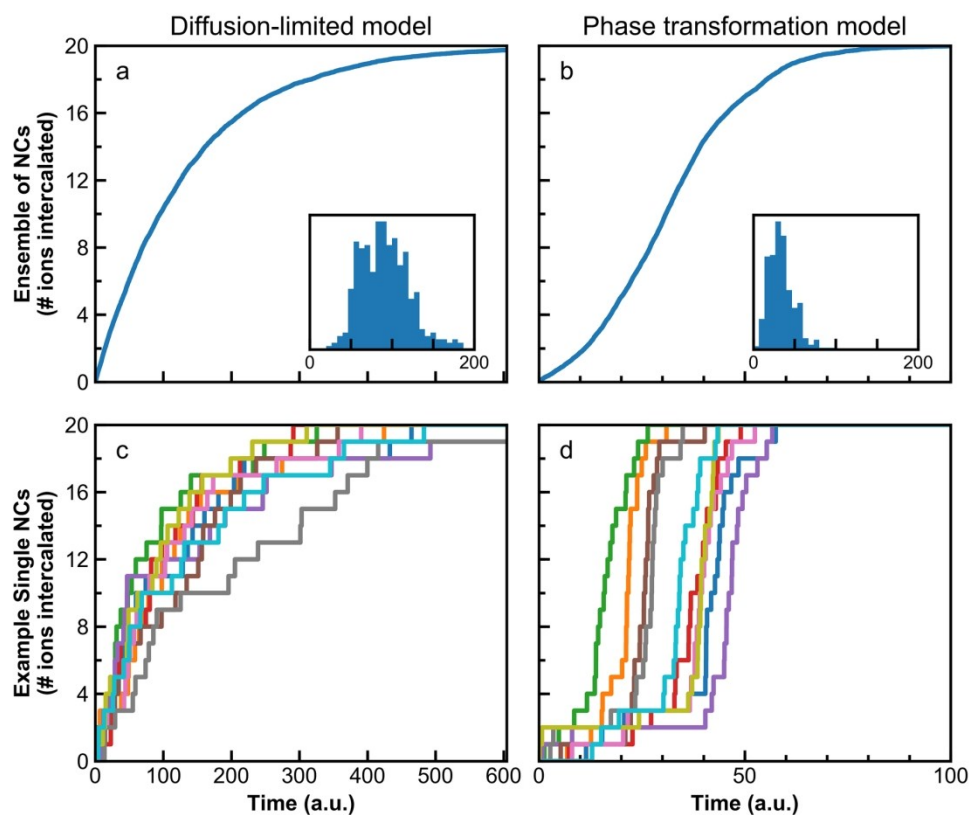 Diffusion-limited model
Phase transformation model
Ensemble of NCs
(# ions intercalated)
20
16
12
8
4
0
a
0
200
b
0
200
Example Single NCs
(# ions intercalated)
20
16
12
8
4
0
c
0
100
200
300
400
500
600
Time (a.u.)
d
0
50
100
Time (a.u.)